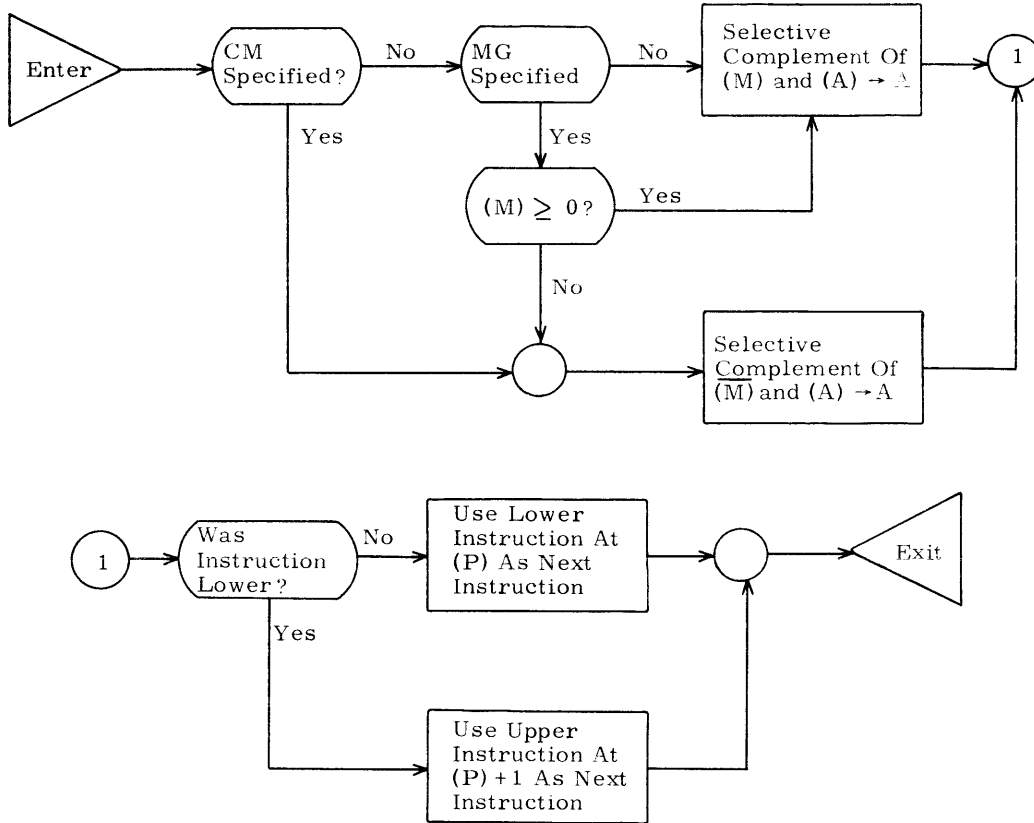 Enter
CM
Specified?
No
MG
Specified
No
Selective
Complement Of
(M) and (A) → A
1
Yes
Yes
(M) ≥ 0?
Yes
No
Selective
Complement Of
(M̅) and (A) → A
1
Was
Instruction
Lower?
No
Use Lower
Instruction At
(P) As Next
Instruction
Exit
Yes
Use Upper
Instruction At
(P)+1 As Next
Instruction